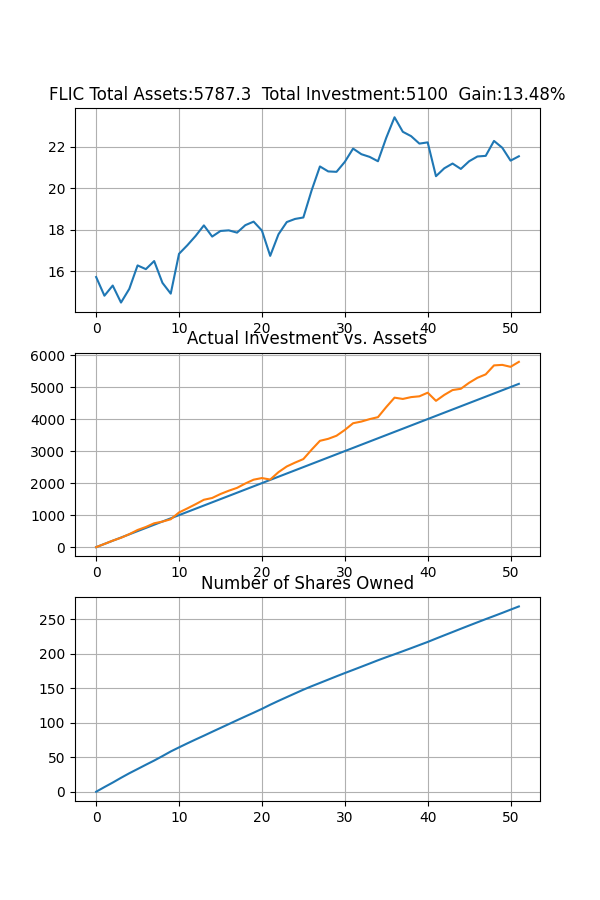 FLIC Total Assets:5787.3  Total Investment:5100  Gain:13.48%
22
20
18
16
0 10 20 30 40 50
Actual Investment vs. Assets
6000
5000
4000
3000
2000
1000
0
0 10 20 30 40 50
Number of Shares Owned
250
200
150
100
50
0
0 10 20 30 40 50